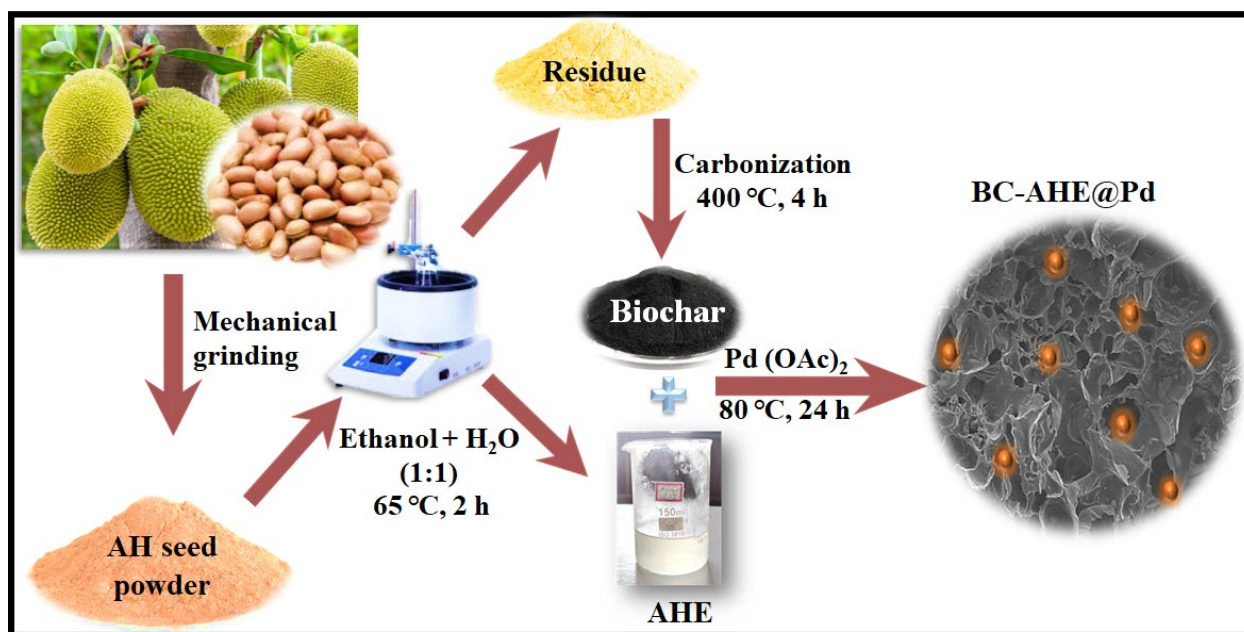 Residue
Carbonization
400 °C, 4 h
BC-AHE@Pd
Mechanical
grinding
Biochar
Pd (OAc)₂
80 °C, 24 h
Ethanol + H₂O
(1:1)
65 °C, 2 h
AH seed
powder
150ml
AHE